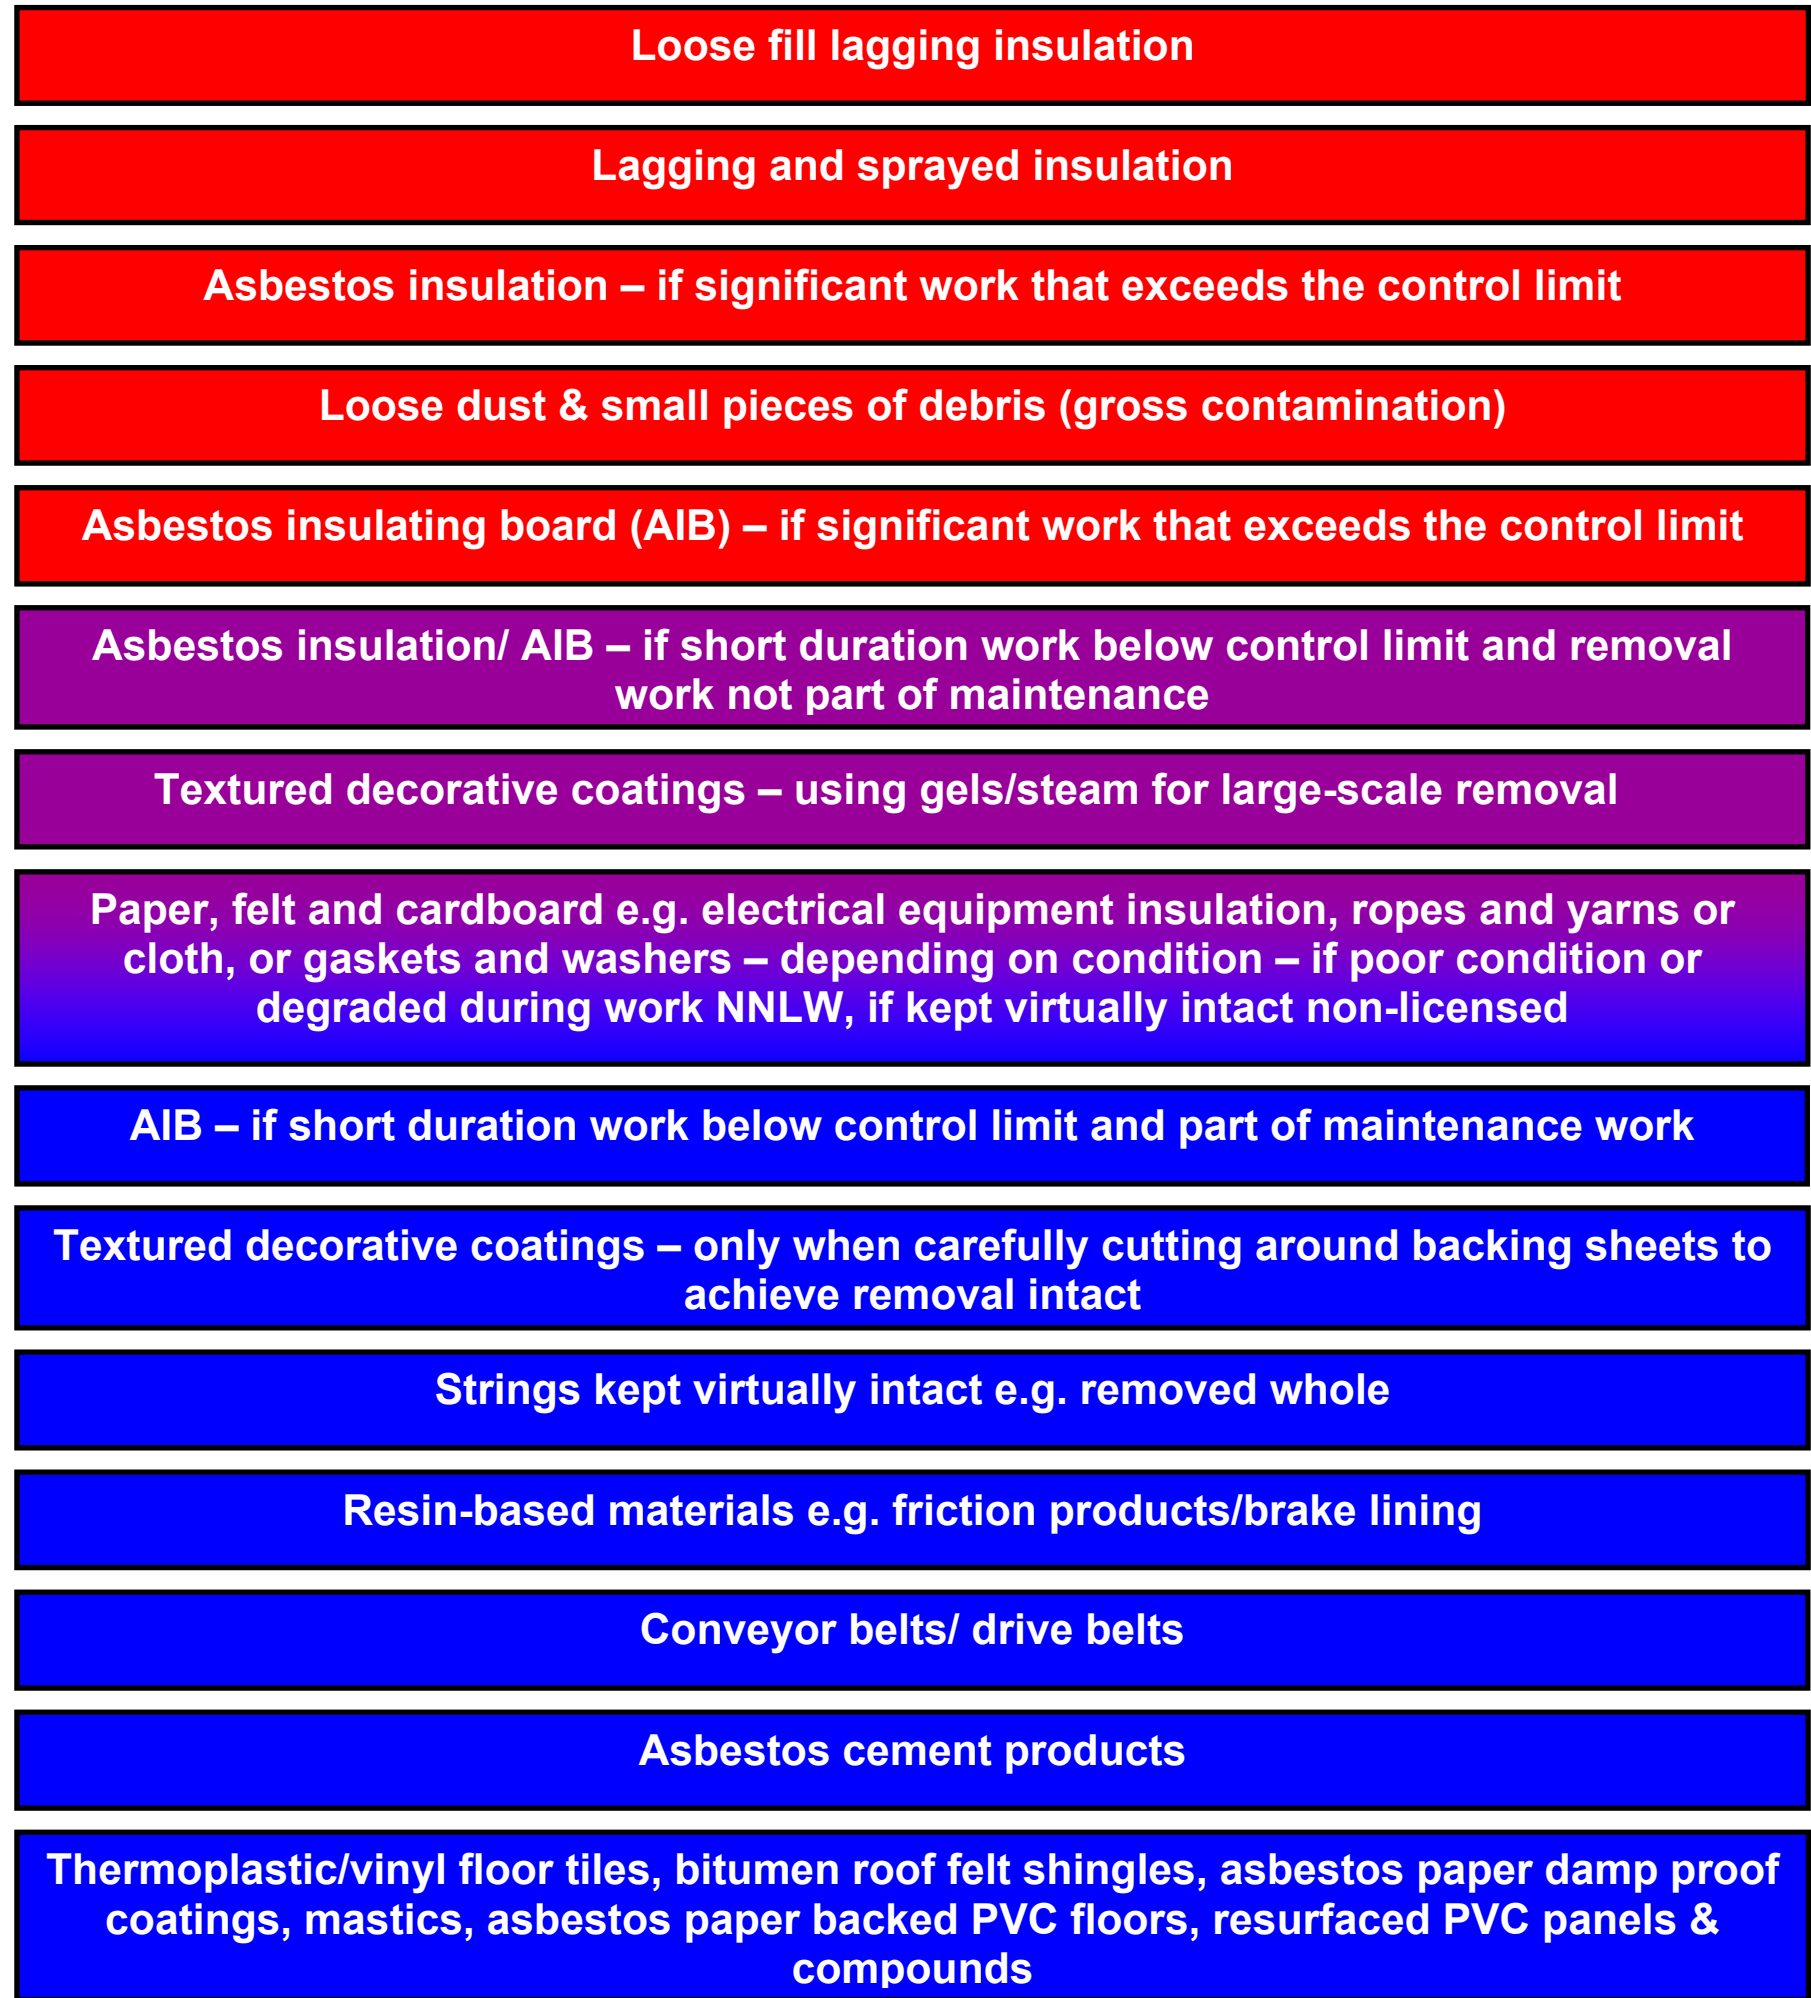 Loose fill lagging insulation
Lagging and sprayed insulation
Asbestos insulation – if significant work that exceeds the control limit
Loose dust & small pieces of debris (gross contamination)
Asbestos insulating board (AIB) – if significant work that exceeds the control limit
Asbestos insulation/ AIB – if short duration work below control limit and removal
work not part of maintenance
Textured decorative coatings – using gels/steam for large-scale removal
Paper, felt and cardboard e.g. electrical equipment insulation, ropes and yarns or
cloth, or gaskets and washers – depending on condition – if poor condition or
degraded during work NNLW, if kept virtually intact non-licensed
AIB – if short duration work below control limit and part of maintenance work
Textured decorative coatings – only when carefully cutting around backing sheets to
achieve removal intact
Strings kept virtually intact e.g. removed whole
Resin-based materials e.g. friction products/brake lining
Conveyor belts/ drive belts
Asbestos cement products
Thermoplastic/vinyl floor tiles, bitumen roof felt shingles, asbestos paper damp proof
coatings, mastics, asbestos paper backed PVC floors, resurfaced PVC panels &
compounds